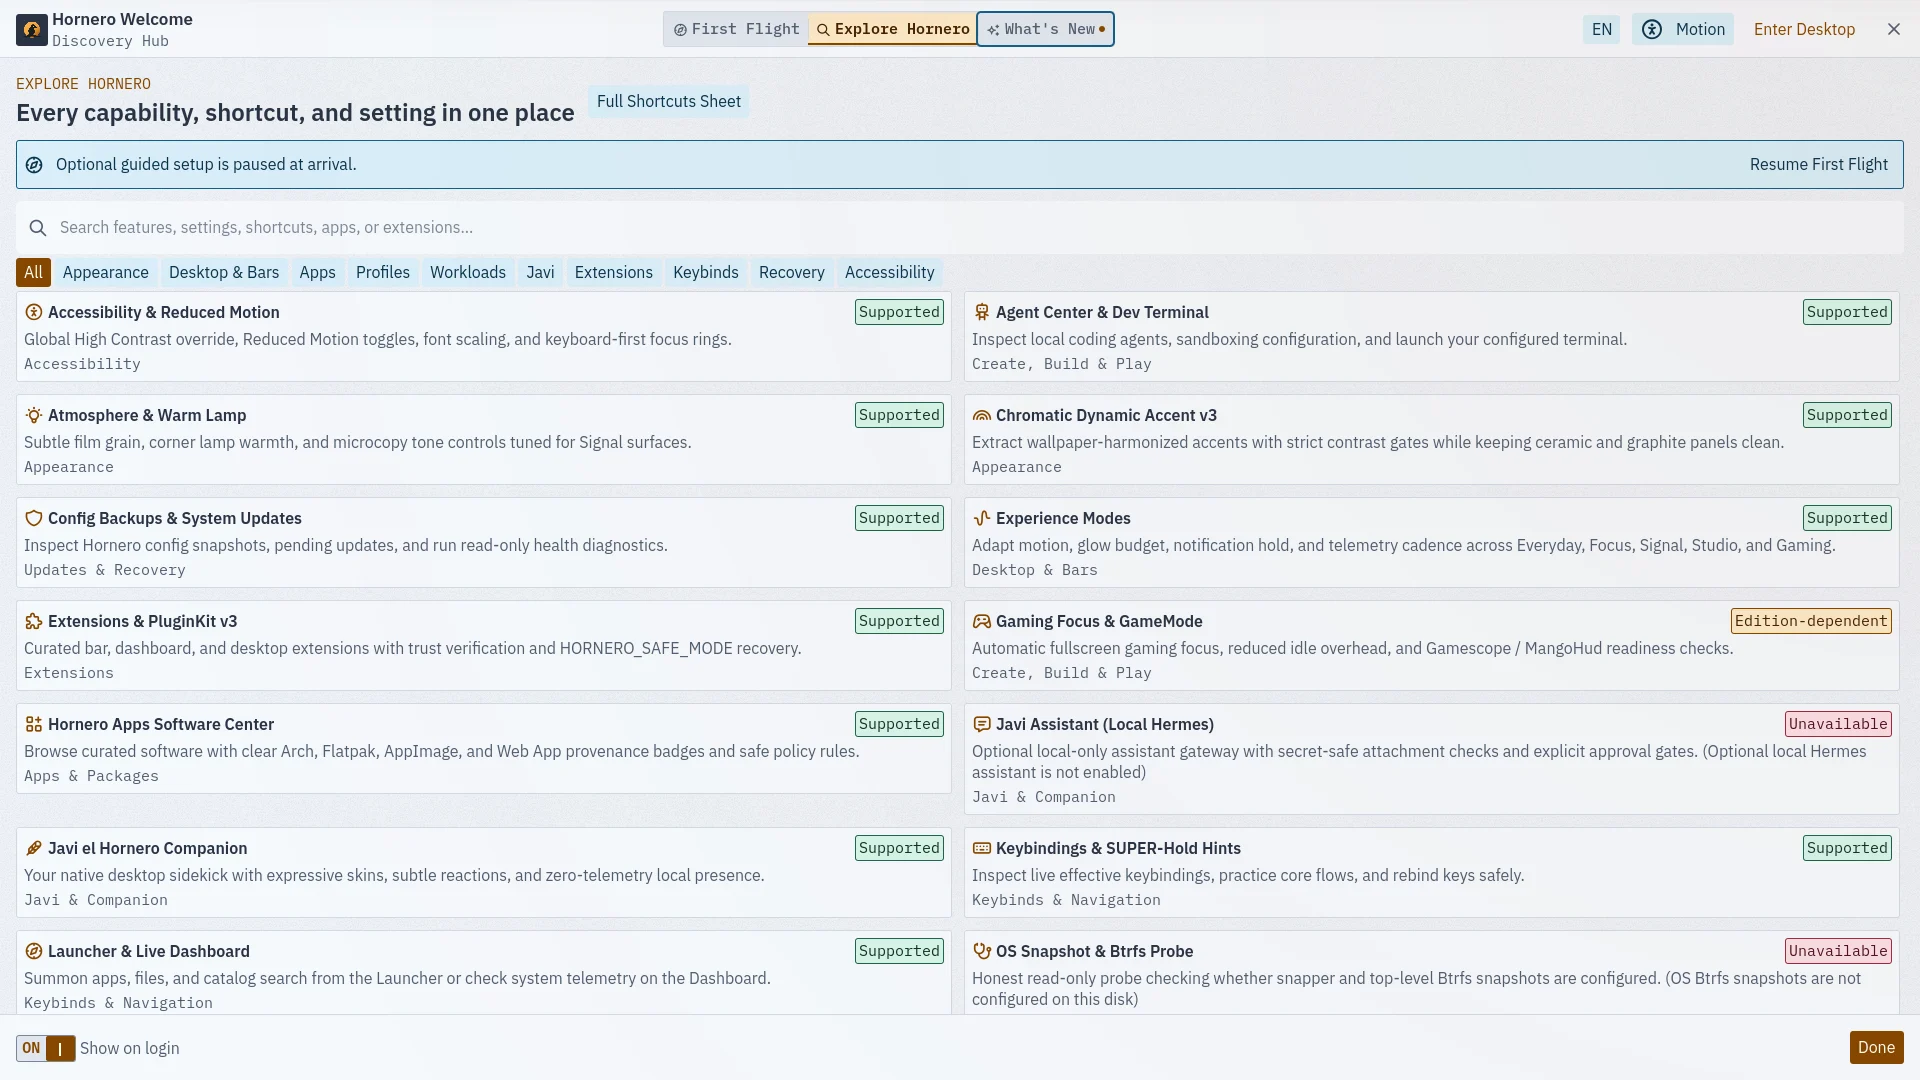 Hornero Welcome
Discovery Hub
First Flight
Explore Hornero
What's New
EN
Motion
Enter Desktop
EXPLORE HORNERO
Every capability, shortcut, and setting in one place
Full Shortcuts Sheet
Optional guided setup is paused at arrival.
Resume First Flight
Search features, settings, shortcuts, apps, or extensions...
All
Appearance
Desktop & Bars
Apps
Profiles
Workloads
Javi
Extensions
Keybinds
Recovery
Accessibility
Accessibility & Reduced Motion
Supported
Global High Contrast override, Reduced Motion toggles, font scaling, and keyboard-first focus rings.
Accessibility
Agent Center & Dev Terminal
Supported
Inspect local coding agents, sandboxing configuration, and launch your configured terminal.
Create, Build & Play
Atmosphere & Warm Lamp
Supported
Subtle film grain, corner lamp warmth, and microcopy tone controls tuned for Signal surfaces.
Appearance
Chromatic Dynamic Accent v3
Supported
Extract wallpaper-harmonized accents with strict contrast gates while keeping ceramic and graphite panels clean.
Appearance
Config Backups & System Updates
Supported
Inspect Hornero config snapshots, pending updates, and run read-only health diagnostics.
Updates & Recovery
Experience Modes
Supported
Adapt motion, glow budget, notification hold, and telemetry cadence across Everyday, Focus, Signal, Studio, and Gaming.
Desktop & Bars
Extensions & PluginKit v3
Supported
Curated bar, dashboard, and desktop extensions with trust verification and HORNERO_SAFE_MODE recovery.
Extensions
Gaming Focus & GameMode
Edition-dependent
Automatic fullscreen gaming focus, reduced idle overhead, and Gamescope / MangoHud readiness checks.
Create, Build & Play
Hornero Apps Software Center
Supported
Browse curated software with clear Arch, Flatpak, AppImage, and Web App provenance badges and safe policy rules.
Apps & Packages
Javi Assistant (Local Hermes)
Unavailable
Optional local-only assistant gateway with secret-safe attachment checks and explicit approval gates. (Optional local Hermes
assistant is not enabled)
Javi & Companion
Javi el Hornero Companion
Supported
Your native desktop sidekick with expressive skins, subtle reactions, and zero-telemetry local presence.
Javi & Companion
Keybindings & SUPER-Hold Hints
Supported
Inspect live effective keybindings, practice core flows, and rebind keys safely.
Keybinds & Navigation
Launcher & Live Dashboard
Supported
Summon apps, files, and catalog search from the Launcher or check system telemetry on the Dashboard.
Keybinds & Navigation
OS Snapshot & Btrfs Probe
Unavailable
Honest read-only probe checking whether snapper and top-level Btrfs snapshots are configured. (OS Btrfs snapshots are not
configured on this disk)
ON
Show on login
Done